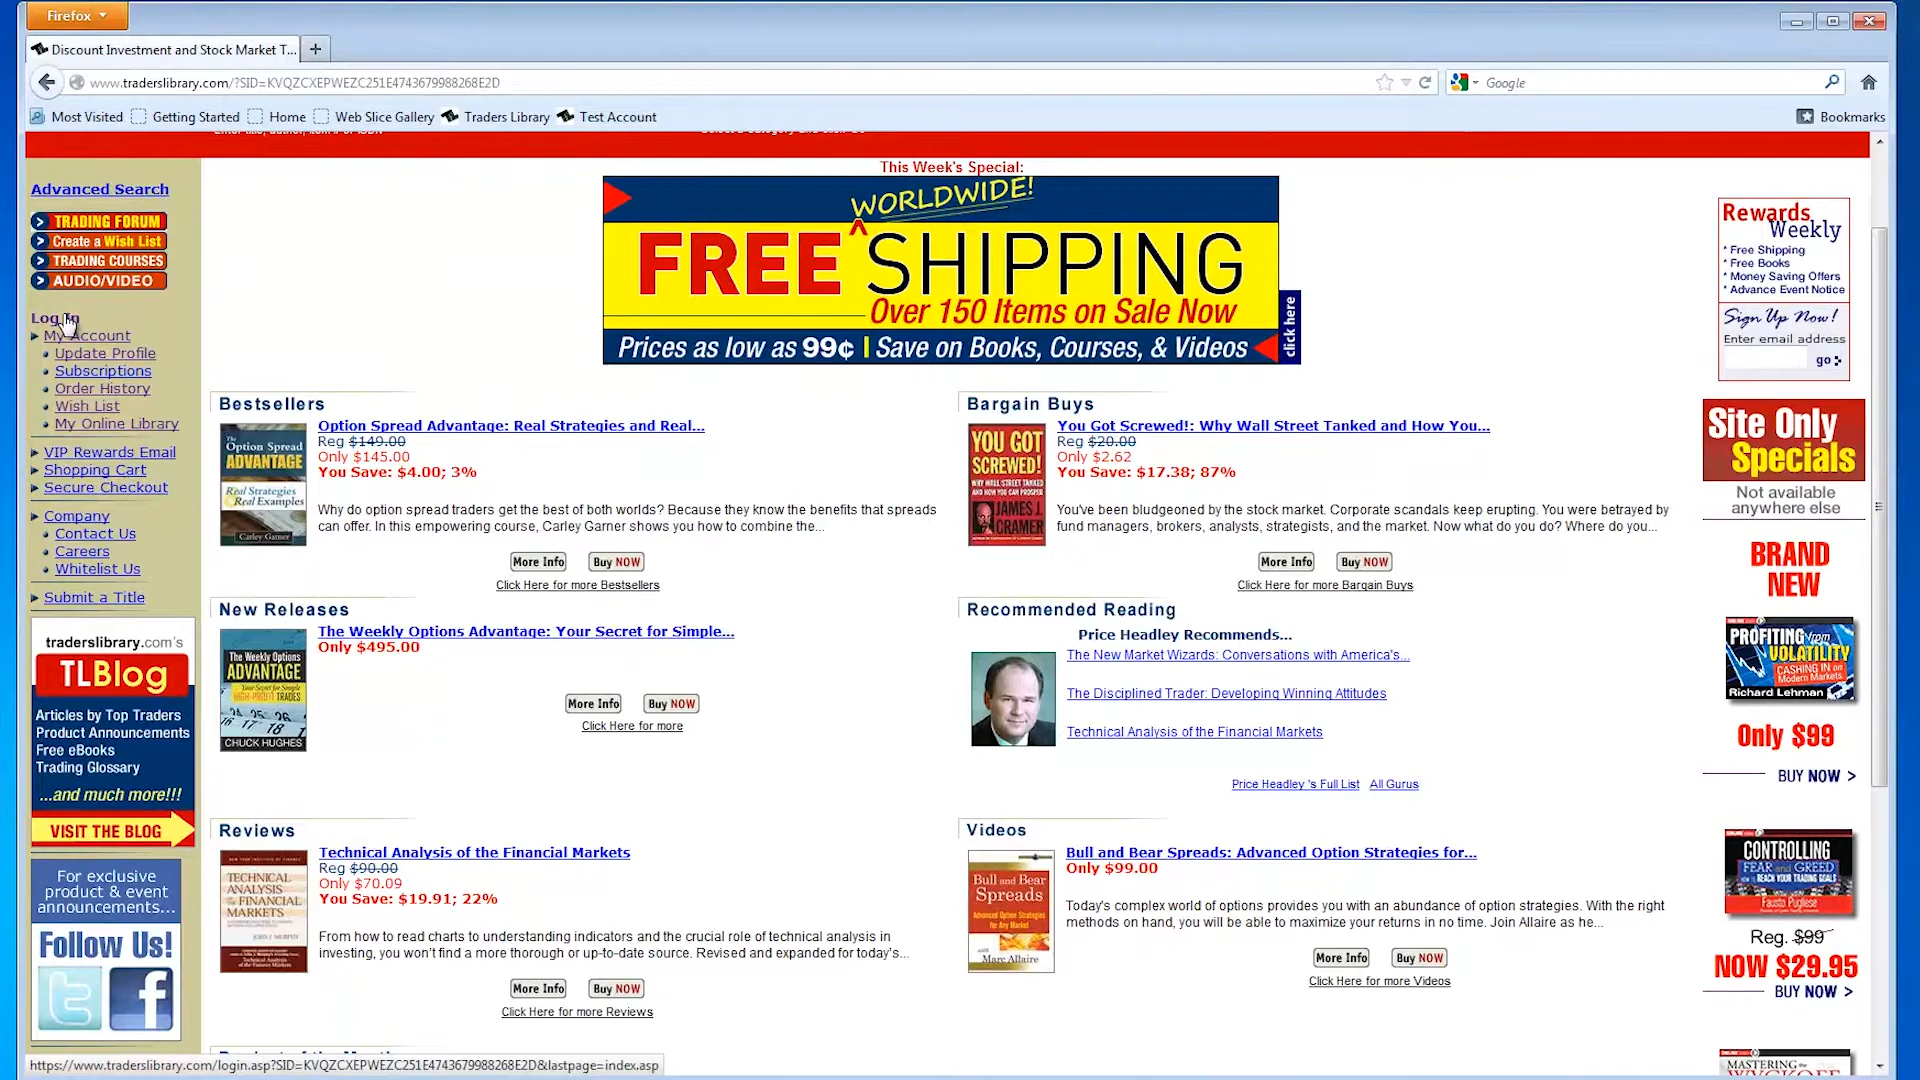 Firefox
Discount Investment and Stock Market T...
www.traderslibrary.com/?SID=KVQZCXEPWEZC251E4743679988268E2D
Google
Most Visited
Getting Started
Home
Web Slice Gallery
Traders Library
Test Account
Bookmarks
Advanced Search
TRADING FORUM
Create a Wish List
TRADING COURSES
AUDIO/VIDEO
Log In
My Account
Update Profile
Subscriptions
Order History
Wish List
My Online Library
VIP Rewards Email
Shopping Cart
Secure Checkout
Company
Contact Us
Careers
Whitelist Us
Submit a Title
traderslibrary.com's
TLBlog
Articles by Top Traders
Product Announcements
Free eBooks
Trading Glossary
...and much more!!!
VISIT THE BLOG
For exclusive
product & event
announcements...
Follow Us!
t f
This Week's Special:
WORLDWIDE!
FREE ^ SHIPPING
Over 150 Items on Sale Now
Prices as low as 99¢ | Save on Books, Courses, & Videos
click here
Bestsellers
The
Option Spread
ADVANTAGE
Real Strategies
Real Examples
Carley Garner
Option Spread Advantage: Real Strategies and Real...
Reg $149.00
Only $145.00
You Save: $4.00; 3%
Why do option spread traders get the best of both worlds? Because they know the benefits that spreads
can offer. In this empowering course, Carley Garner shows you how to combine the...
More Info Buy NOW
Click Here for more Bestsellers
Bargain Buys
YOU GOT
SCREWED!
WHY WALL STREET TANKED
AND HOW YOU CAN PROSPER
JAMES J.
CRAMER
You Got Screwed!: Why Wall Street Tanked and How You...
Reg $20.00
Only $2.62
You Save: $17.38; 87%
You've been bludgeoned by the stock market. Corporate scandals keep erupting. You were betrayed by
fund managers, brokers, analysts, strategists, and the market. Now what do you do? Where do you...
More Info Buy NOW
Click Here for more Bargain Buys
New Releases
The Weekly Options
ADVANTAGE
Your Secret for Simple
HIGH-PROFIT TRADES
24 25 26
16 17 18
CHUCK HUGHES
The Weekly Options Advantage: Your Secret for Simple...
Only $495.00
More Info Buy NOW
Click Here for more
Recommended Reading
Price Headley Recommends...
The New Market Wizards: Conversations with America's...
The Disciplined Trader: Developing Winning Attitudes
Technical Analysis of the Financial Markets
Price Headley 's Full List All Gurus
Reviews
TECHNICAL
ANALYSIS
OF THE
FINANCIAL
MARKETS
JOHN J. MURPHY
Technical Analysis of the Financial Markets
Reg $90.00
Only $70.09
You Save: $19.91; 22%
From how to read charts to understanding indicators and the crucial role of technical analysis in
investing, you won't find a more thorough or up-to-date source. Revised and expanded for today's...
More Info Buy NOW
Click Here for more Reviews
Videos
Bull and Bear
Spreads
Advanced Option Strategies
for Any Market
with
Marc Allaire
Bull and Bear Spreads: Advanced Option Strategies for...
Only $99.00
Today's complex world of options provides you with an abundance of option strategies. With the right
methods on hand, you will be able to maximize your returns in no time. Join Allaire as he...
More Info Buy NOW
Click Here for more Videos
Rewards
Weekly
* Free Shipping
* Free Books
* Money Saving Offers
* Advance Event Notice
Sign Up Now!
Enter email address
go
Site Only
Specials
Not available
anywhere else
BRAND
NEW
PROFITING from
VOLATILITY
CASHING IN on
Modern Markets
Richard Lehman
Only $99
BUY NOW >
CONTROLLING
FEAR and GREED
HOW TO REACH YOUR TRADING GOALS
Fausto Pugliese
Reg. $99
NOW $29.95
BUY NOW >
MASTERING the
https://www.traderslibrary.com/login.asp?SID=KVQZCXEPWEZC251E4743679988268E2D&lastpage=index.asp